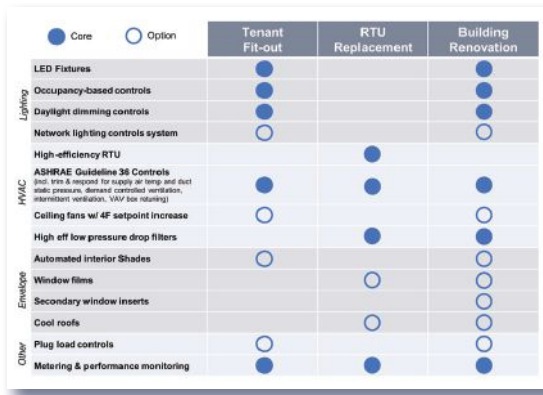 Core
Option
Tenant Fit-out
RTU Replacement
Building Renovation
Lighting
LED Fixtures
Occupancy-based controls
Daylight dimming controls
Network lighting controls system
HVAC
High-efficiency RTU
ASHRAE Guideline 36 Controls
(incl. trim & respond for supply air temp and duct
static pressure, demand controlled ventilation,
intermittent ventilation, VAV box retuning)
Ceiling fans w/ 4F setpoint increase
High eff low pressure drop filters
Envelope
Automated interior Shades
Window films
Secondary window inserts
Cool roofs
Other
Plug load controls
Metering & performance monitoring